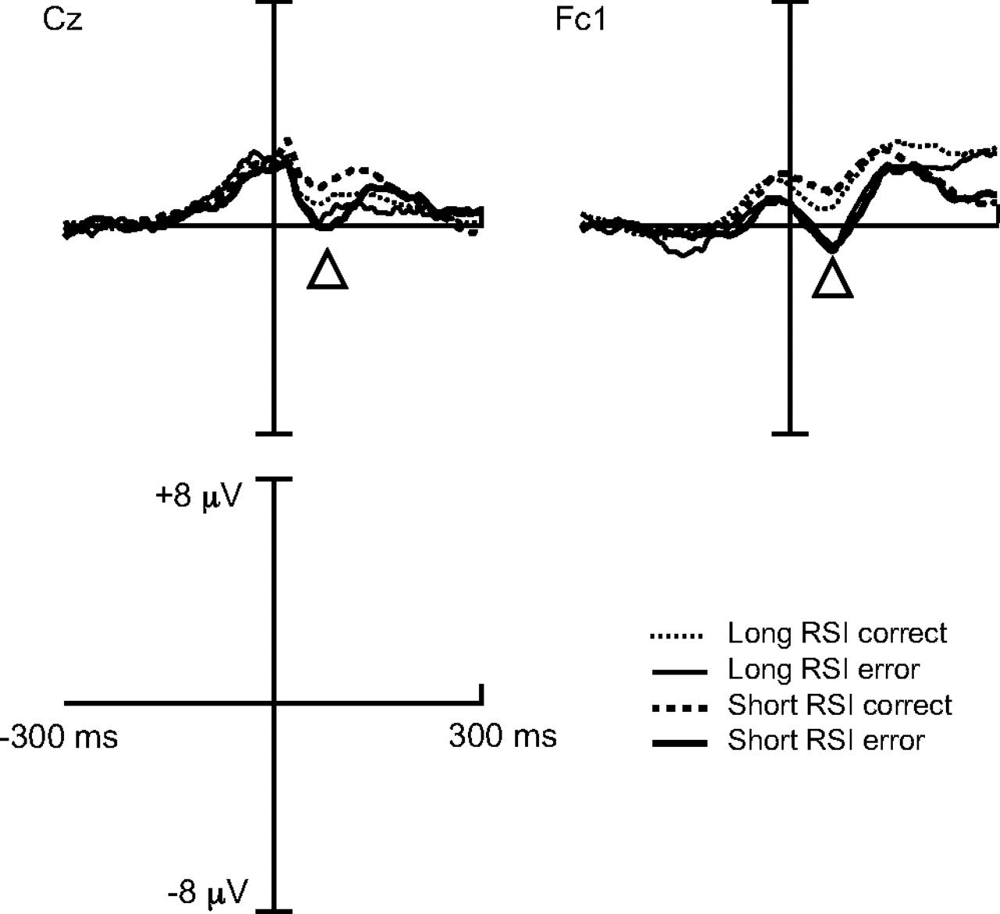 Cz
Fc1
+8 μV
-300 ms
300 ms
-8 μV
Long RSI correct
Long RSI error
Short RSI correct
Short RSI error